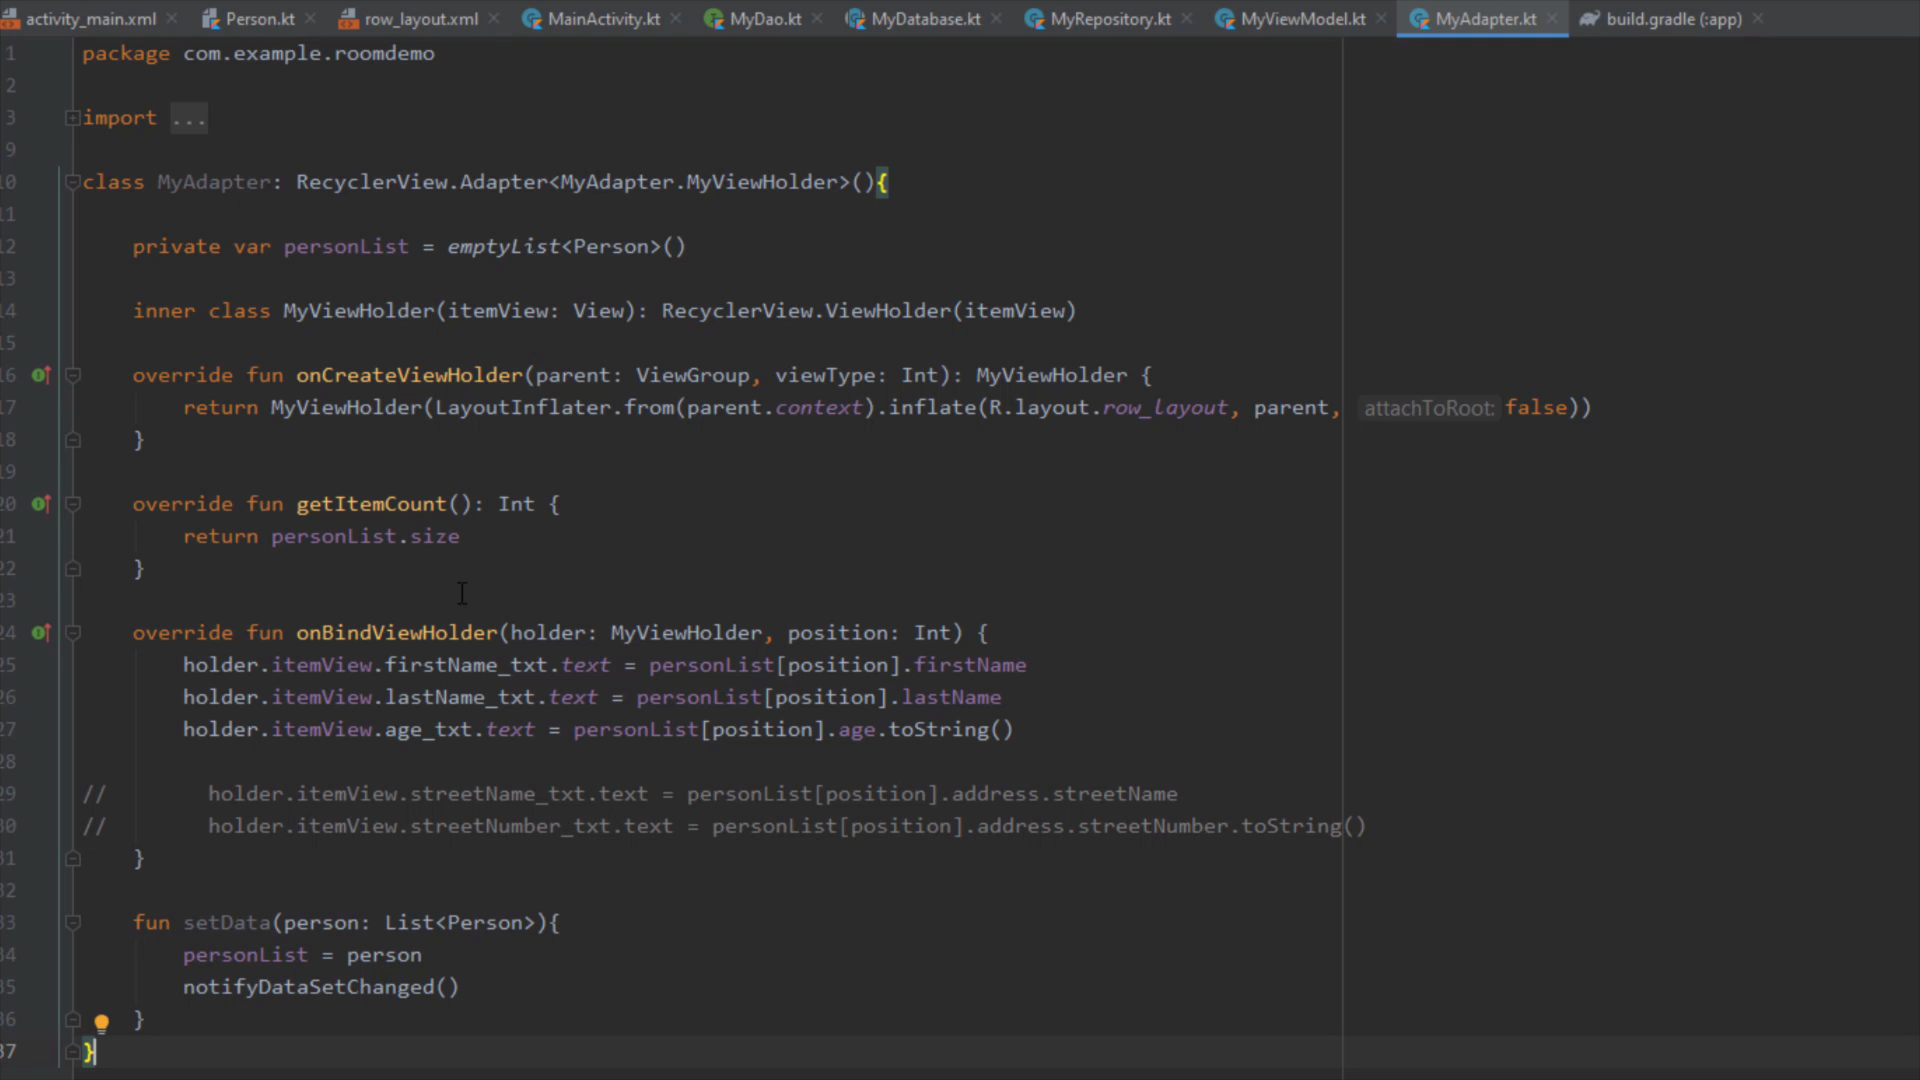 activity_main.xml Person.kt row_layout.xml MainActivity.kt MyDao.kt MyDatabase.kt MyRepository.kt MyViewModel.kt MyAdapter.kt build.gradle (:app)
1 package com.example.roomdemo
2
3 import ...
9
10 class MyAdapter: RecyclerView.Adapter<MyAdapter.MyViewHolder>(){
11
12 private var personList = emptyList<Person>()
13
14 inner class MyViewHolder(itemView: View): RecyclerView.ViewHolder(itemView)
15
16 override fun onCreateViewHolder(parent: ViewGroup, viewType: Int): MyViewHolder {
17 return MyViewHolder(LayoutInflater.from(parent.context).inflate(R.layout.row_layout, parent, attachToRoot: false))
18 }
19
20 override fun getItemCount(): Int {
21 return personList.size
22 }
23
24 override fun onBindViewHolder(holder: MyViewHolder, position: Int) {
25 holder.itemView.firstName_txt.text = personList[position].firstName
26 holder.itemView.lastName_txt.text = personList[position].lastName
27 holder.itemView.age_txt.text = personList[position].age.toString()
28
29 // holder.itemView.streetName_txt.text = personList[position].address.streetName
30 // holder.itemView.streetNumber_txt.text = personList[position].address.streetNumber.toString()
31 }
32
33 fun setData(person: List<Person>){
34 personList = person
35 notifyDataSetChanged()
36 }
37 }